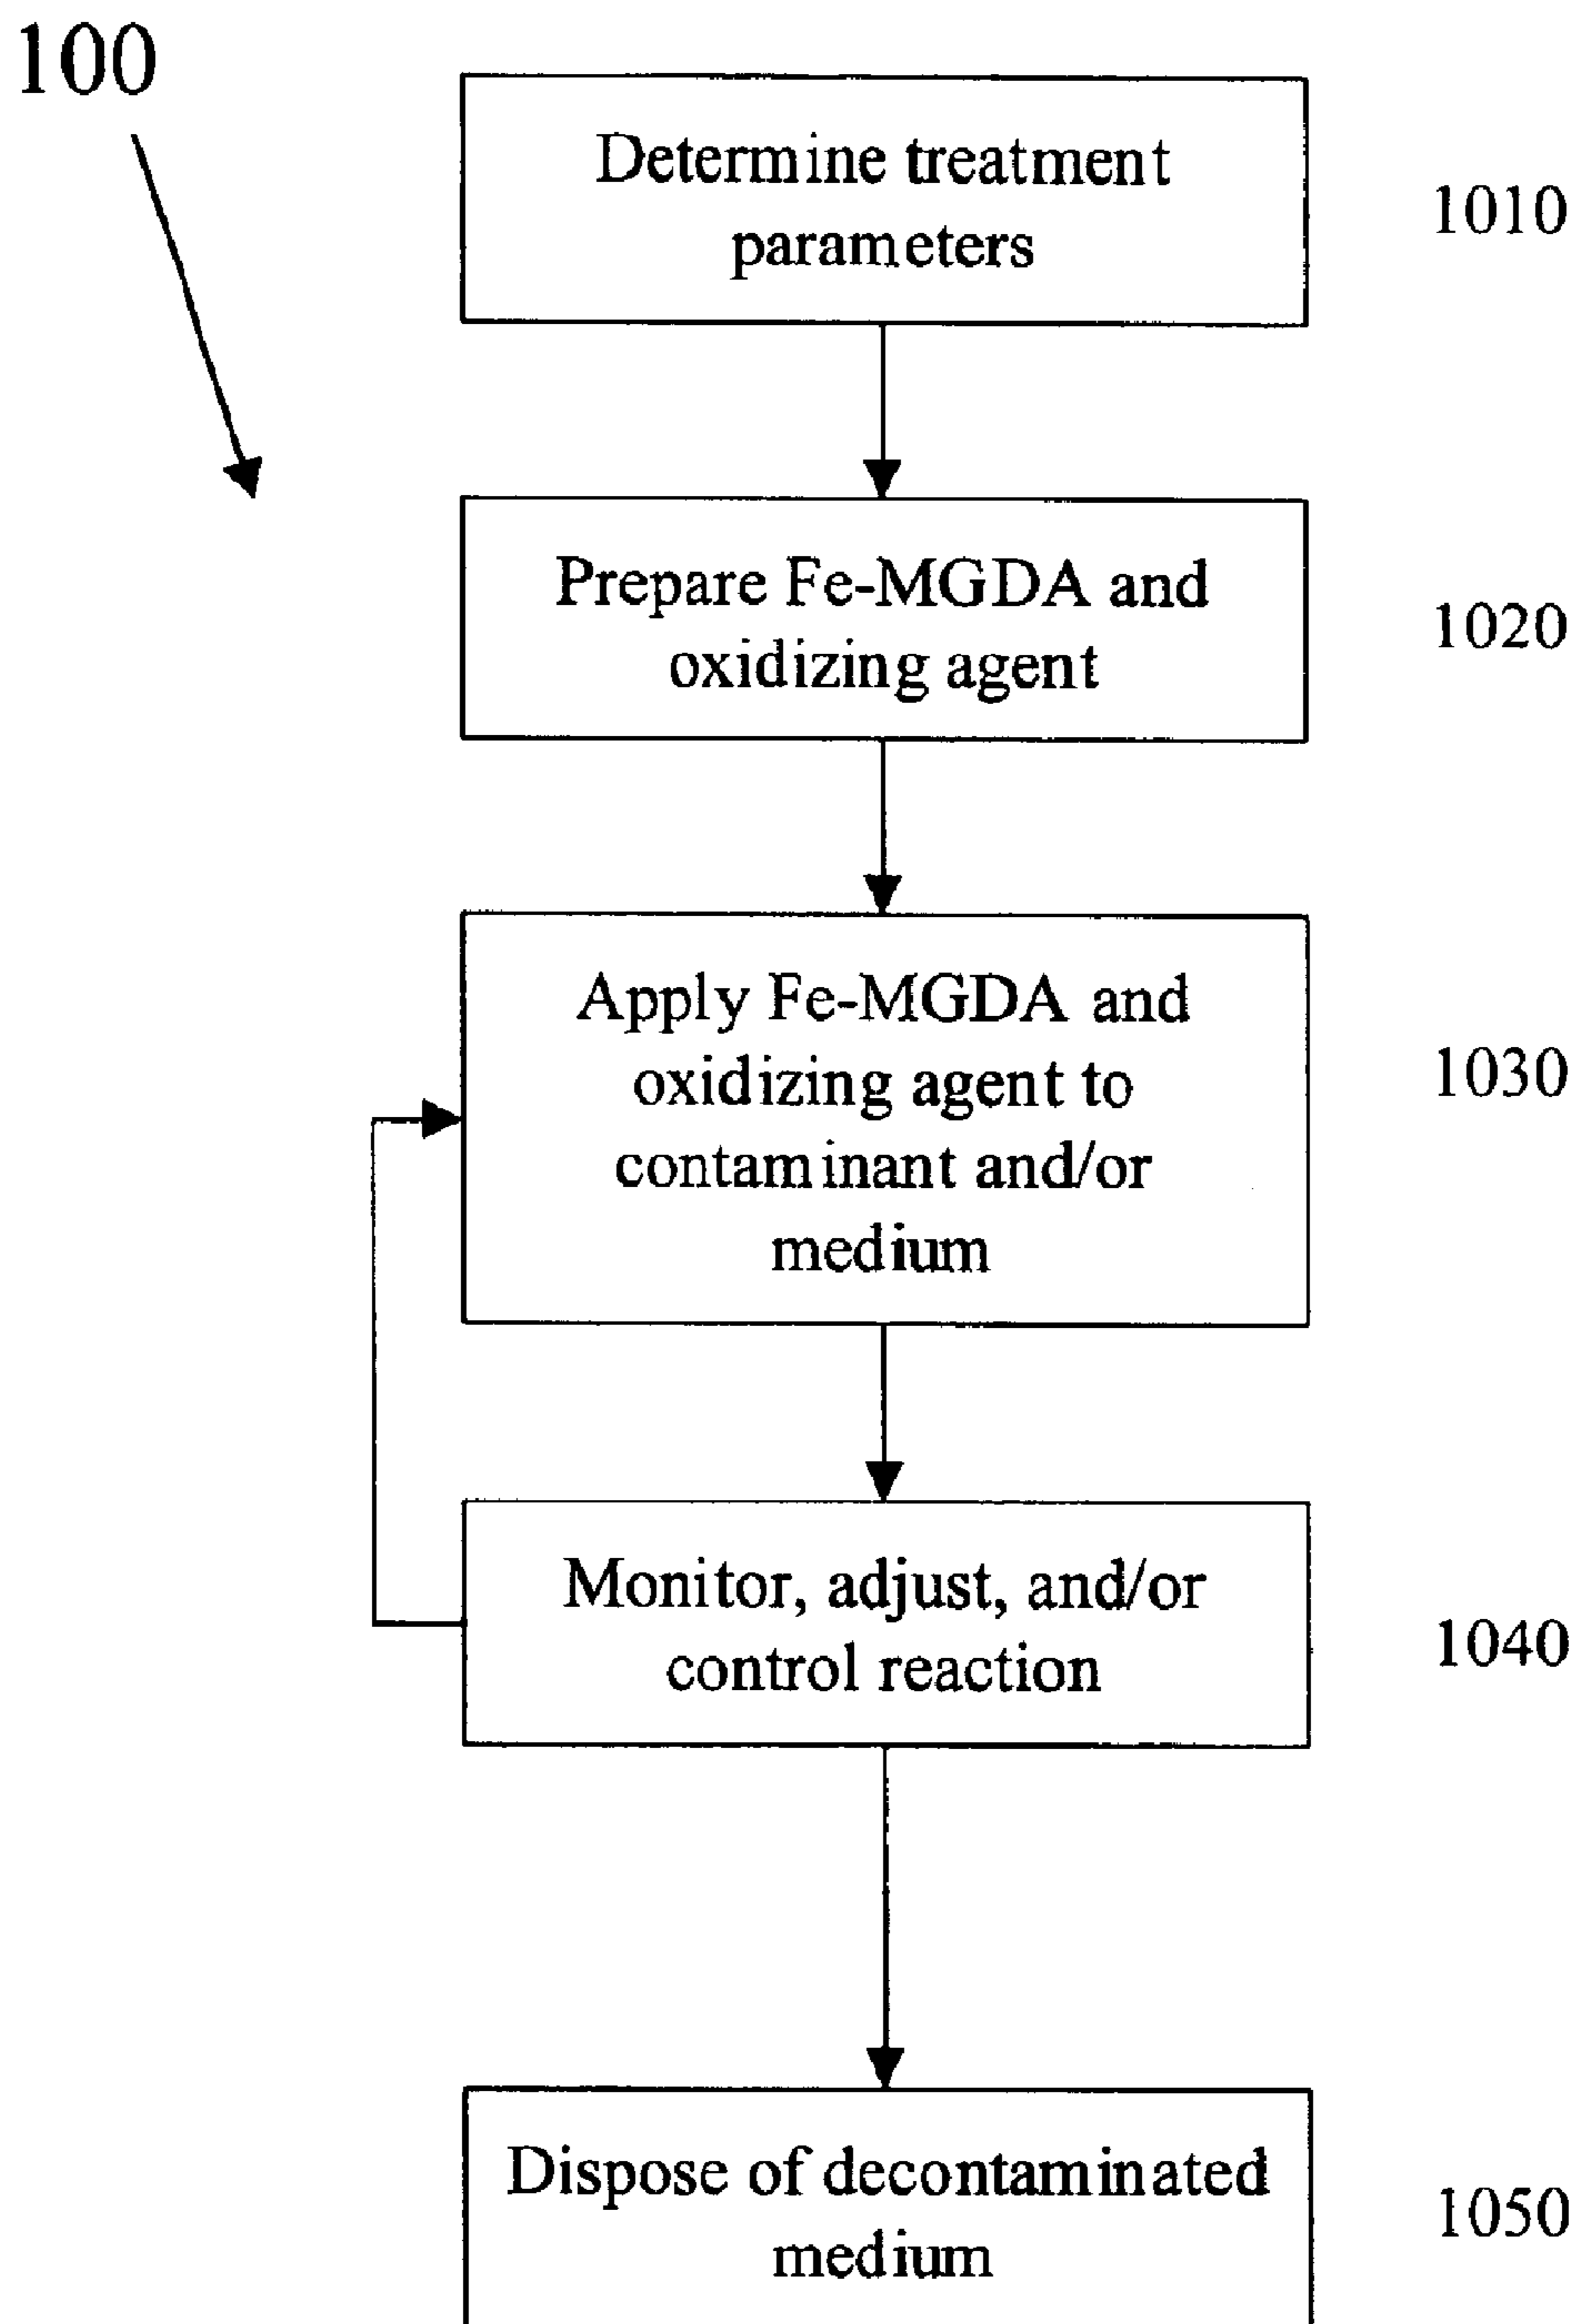 100
Determine treatment
parameters
1010
Prepare Fe-MGDA and
oxidizing agent
1020
Apply Fe-MGDA and
oxidizing agent to
contaminant and/or
medium
1030
Monitor, adjust, and/or
control reaction
1040
Dispose of decontaminated
medium
1050